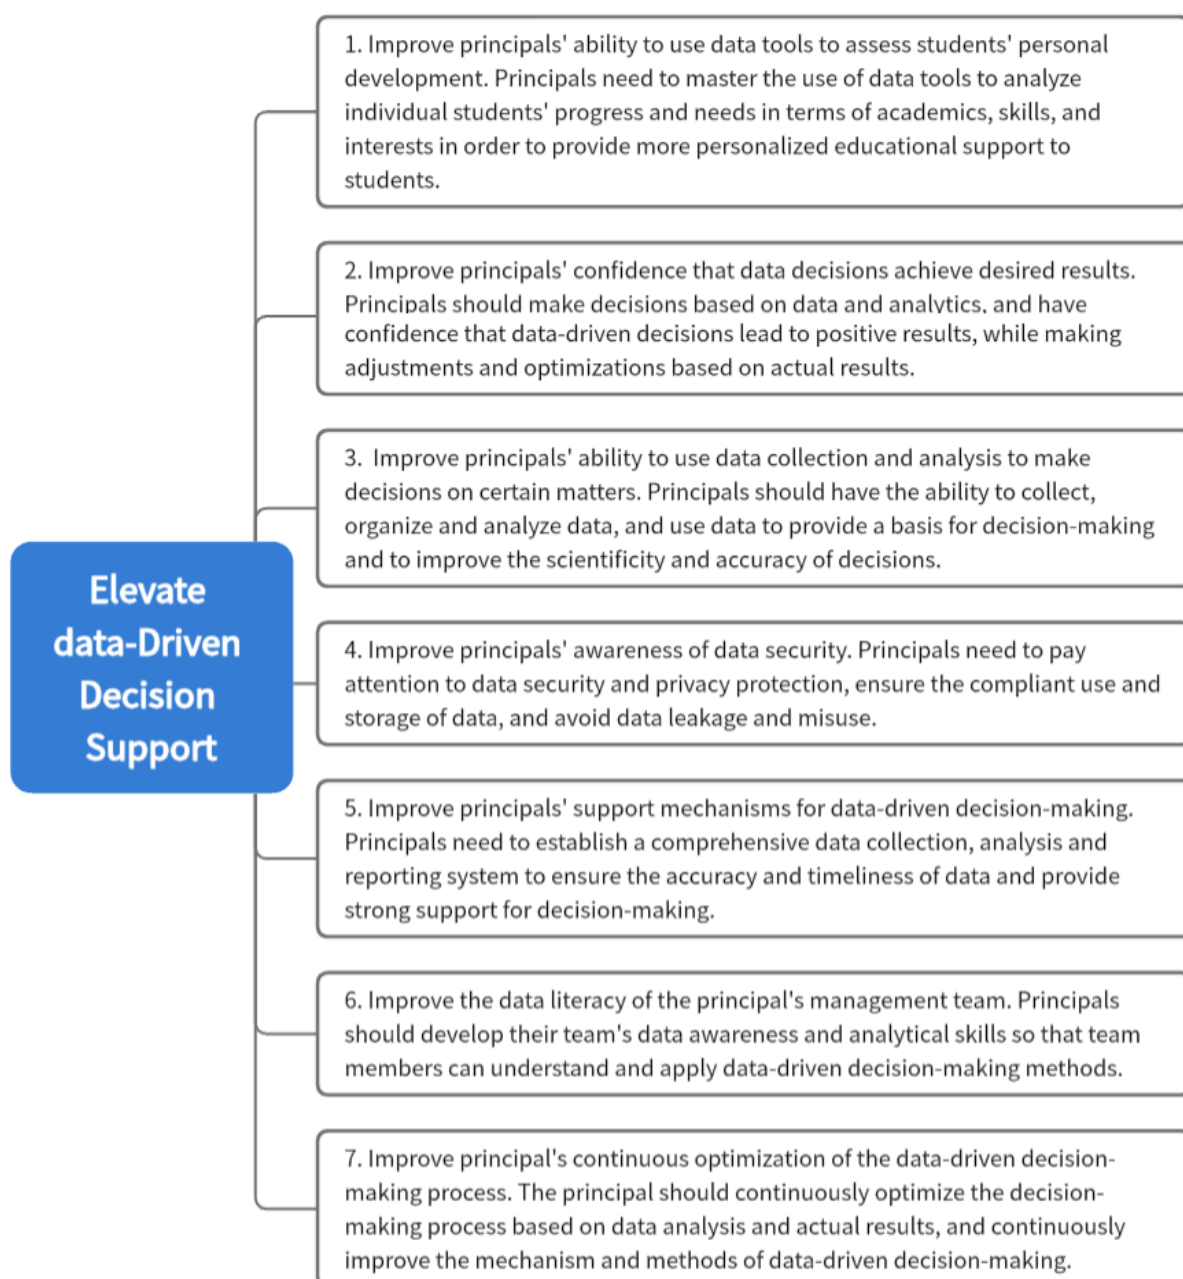 1. Improve principals' ability to use data tools to assess students' personal
development. Principals need to master the use of data tools to analyze
individual students' progress and needs in terms of academics, skills, and
interests in order to provide more personalized educational support to
students.
2. Improve principals' confidence that data decisions achieve desired results.
Principals should make decisions based on data and analytics, and have
confidence that data-driven decisions lead to positive results, while making
adjustments and optimizations based on actual results.
3. Improve principals' ability to use data collection and analysis to make
decisions on certain matters. Principals should have the ability to collect,
organize and analyze data, and use data to provide a basis for decision-making
and to improve the scientificity and accuracy of decisions.
Elevate
data-Driven
Decision
Support
4. Improve principals' awareness of data security. Principals need to pay
attention to data security and privacy protection, ensure the compliant use and
storage of data, and avoid data leakage and misuse.
5. Improve principals' support mechanisms for data-driven decision-making.
Principals need to establish a comprehensive data collection, analysis and
reporting system to ensure the accuracy and timeliness of data and provide
strong support for decision-making.
6. Improve the data literacy of the principal's management team. Principals
should develop their team's data awareness and analytical skills so that team
members can understand and apply data-driven decision-making methods.
7. Improve principal's continuous optimization of the data-driven decision-
making process. The principal should continuously optimize the decision-
making process based on data analysis and actual results, and continuously
improve the mechanism and methods of data-driven decision-making.